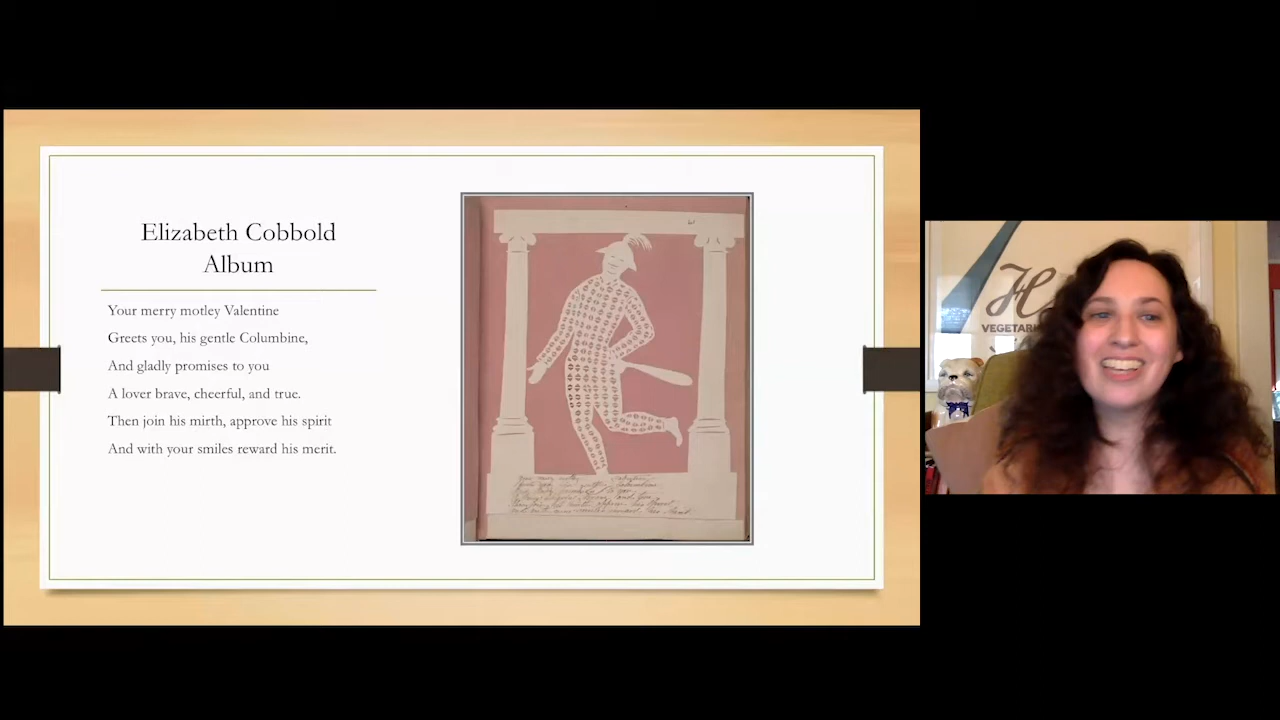 Elizabeth Cobbold
Album
Your merry motley Valentine
Greets you, his gentle Columbine,
And gladly promises to you
A lover brave, cheerful, and true.
Then join his mirth, approve his spirit
And with your smiles reward his merit.
H
VEGETARI